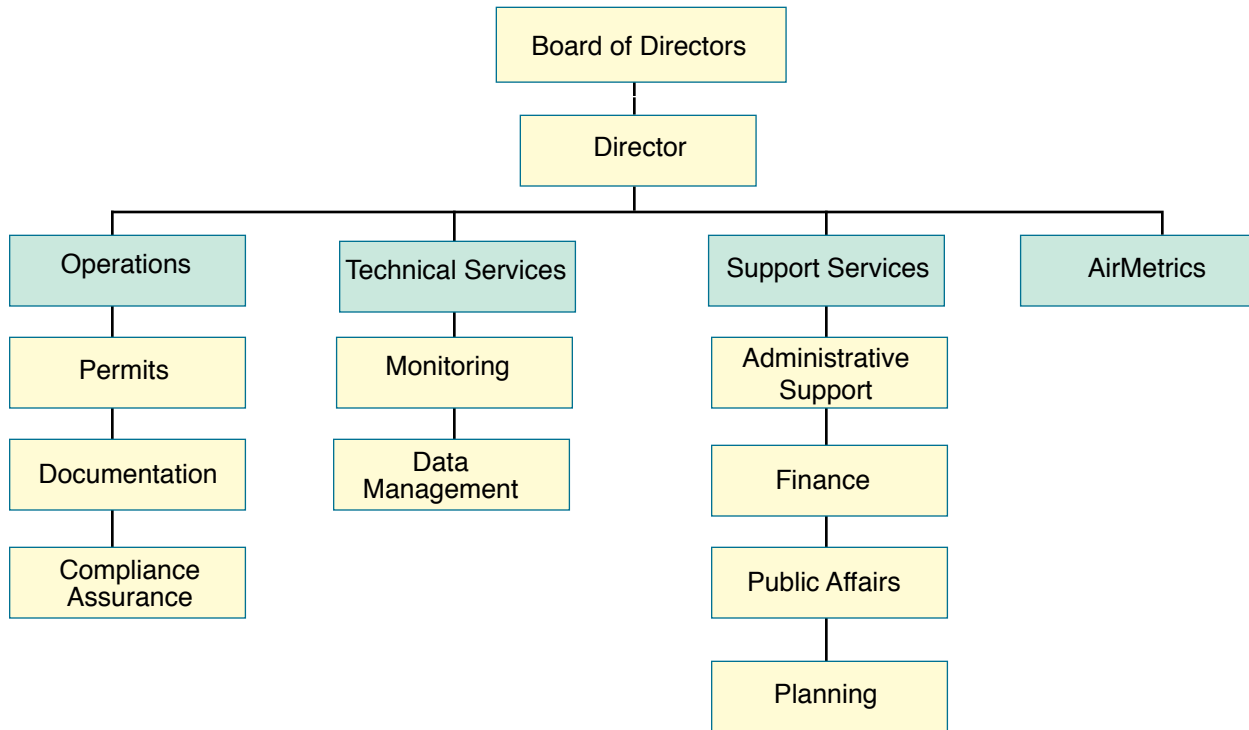 Board of Directors
Director
Operations
Technical Services
Support Services
AirMetrics
Permits
Monitoring
Administrative
Support
Documentation
Data
Management
Finance
Compliance
Assurance
Public Affairs
Planning